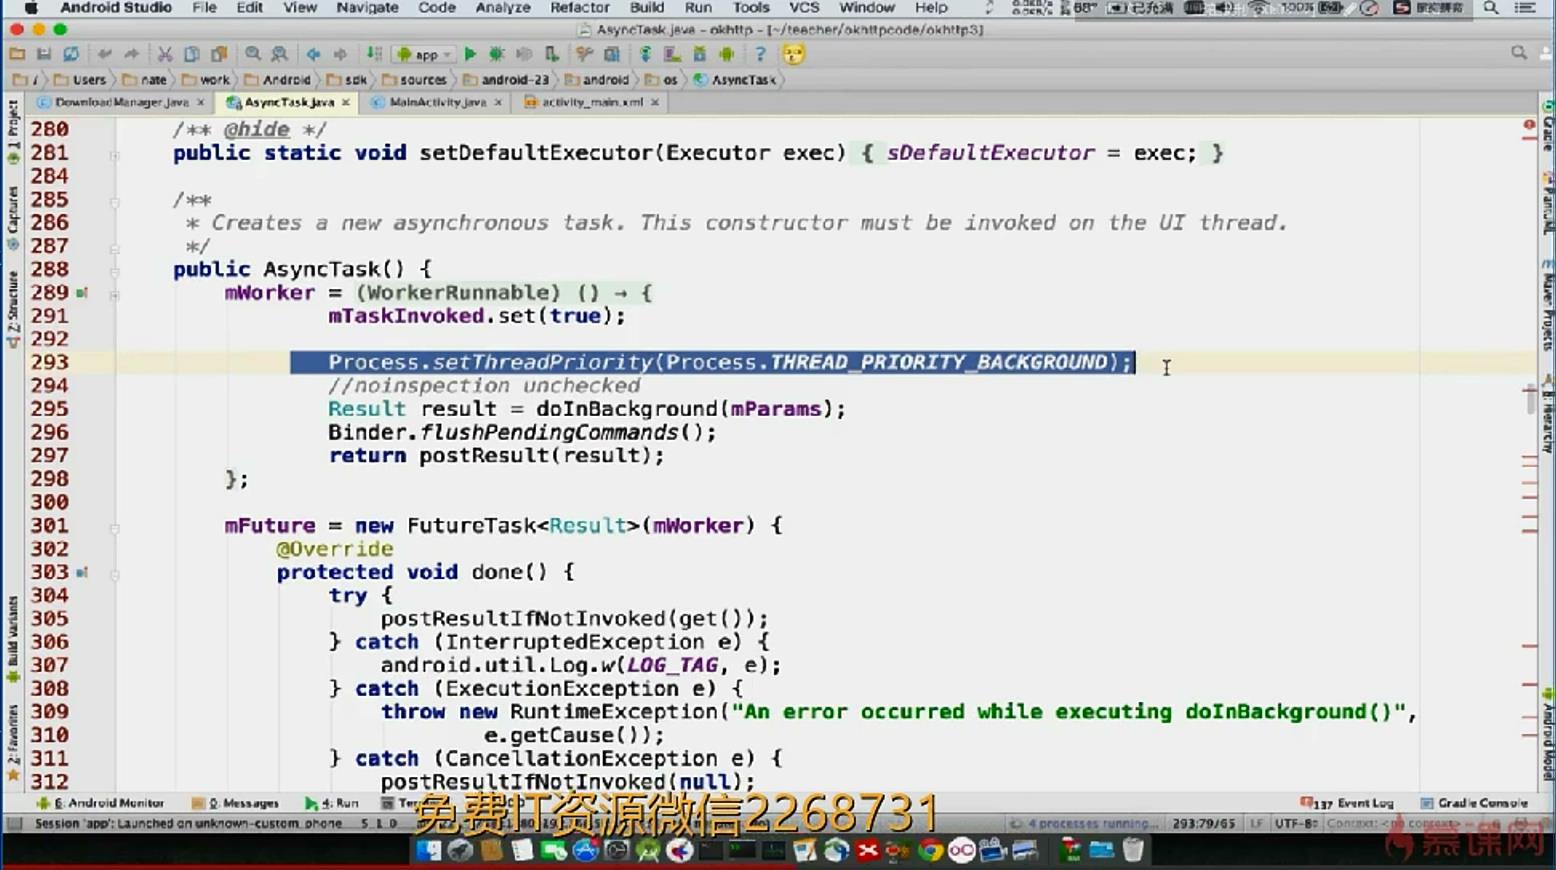 Android Studio File Edit View Navigate Code Analyze Refactor Build Run Tools VCS Window Help
AsyncTask.java - okhttp - [~/teacher/okhttpcode/okhttp3]
app
/ Users nate work Android sdk sources android-23 android os AsyncTask
DownloadManager.java AsyncTask.java MainActivity.java activity_main.xml
280 /** @hide */
281 public static void setDefaultExecutor(Executor exec) { sDefaultExecutor = exec; }
284
285 /**
286 * Creates a new asynchronous task. This constructor must be invoked on the UI thread.
287 */
288 public AsyncTask() {
289 mWorker = (WorkerRunnable) () → {
291 mTaskInvoked.set(true);
292
293 Process.setThreadPriority(Process.THREAD_PRIORITY_BACKGROUND);
294 //noinspection unchecked
295 Result result = doInBackground(mParams);
296 Binder.flushPendingCommands();
297 return postResult(result);
298 };
300
301 mFuture = new FutureTask<Result>(mWorker) {
302 @Override
303 protected void done() {
304 try {
305 postResultIfNotInvoked(get());
306 } catch (InterruptedException e) {
307 android.util.Log.w(LOG_TAG, e);
308 } catch (ExecutionException e) {
309 throw new RuntimeException("An error occurred while executing doInBackground()",
310 e.getCause());
311 } catch (CancellationException e) {
312 postResultIfNotInvoked(null);
1: Project
Captures
7: Structure
Build Variants
2: Favorites
Gradle
PlantUML
Maven Projects
Hierarchy
Android Model
6: Android Monitor 0: Messages 4: Run 137 Event Log Gradle Console
免费IT资源微信2268731
Session 'app': Launched on unknown-custom_phone 4 processes running... 293:79/65 LF UTF-8 Context: <no context>
慕课网